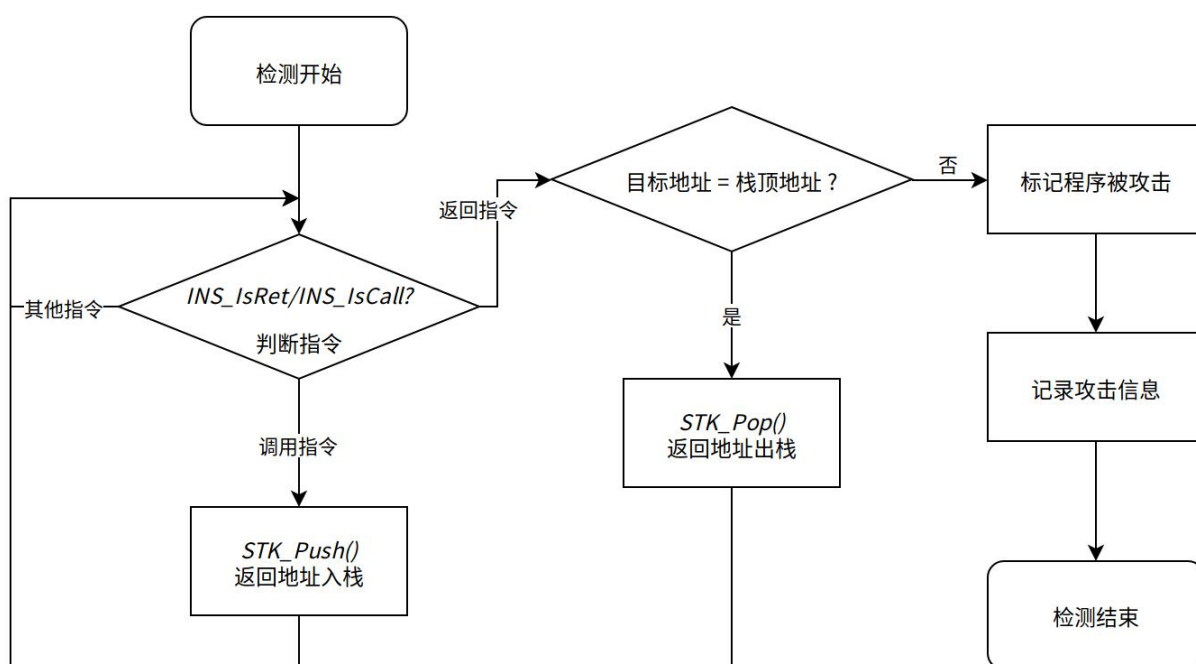 检测开始
目标地址 = 栈顶地址 ?
否
标记程序被攻击
返回指令
INS_IsRet/INS_IsCall?
判断指令
其他指令
是
调用指令
STK_Pop()
返回地址出栈
记录攻击信息
STK_Push()
返回地址入栈
检测结束